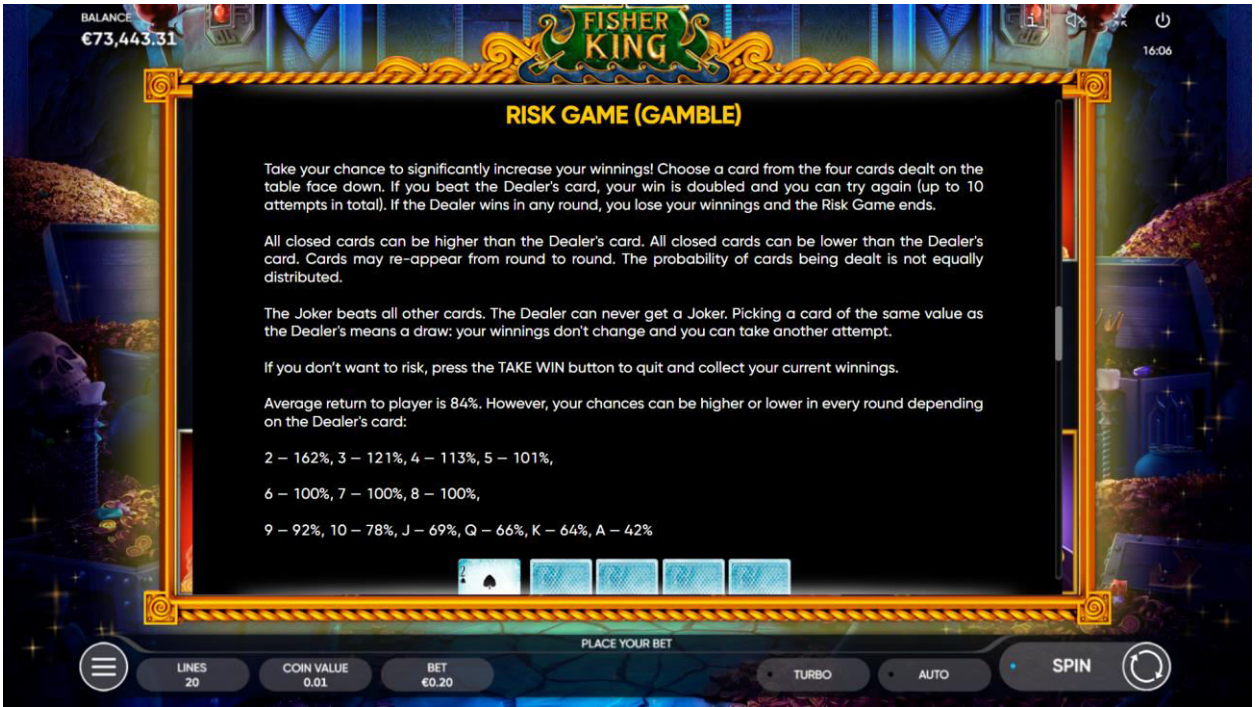 BALANCE
€73,443.31
FISHER
KING
i
16:06
RISK GAME (GAMBLE)
Take your chance to significantly increase your winnings! Choose a card from the four cards dealt on the
table face down. If you beat the Dealer's card, your win is doubled and you can try again (up to 10
attempts in total). If the Dealer wins in any round, you lose your winnings and the Risk Game ends.
All closed cards can be higher than the Dealer's card. All closed cards can be lower than the Dealer's
card. Cards may re-appear from round to round. The probability of cards being dealt is not equally
distributed.
The Joker beats all other cards. The Dealer can never get a Joker. Picking a card of the same value as
the Dealer's means a draw: your winnings don't change and you can take another attempt.
If you don't want to risk, press the TAKE WIN button to quit and collect your current winnings.
Average return to player is 84%. However, your chances can be higher or lower in every round depending
on the Dealer's card:
2 – 162%, 3 – 121%, 4 – 113%, 5 – 101%,
6 – 100%, 7 – 100%, 8 – 100%,
9 – 92%, 10 – 78%, J – 69%, Q – 66%, K – 64%, A – 42%
2
PLACE YOUR BET
LINES
20
COIN VALUE
0.01
BET
€0.20
TURBO
AUTO
SPIN